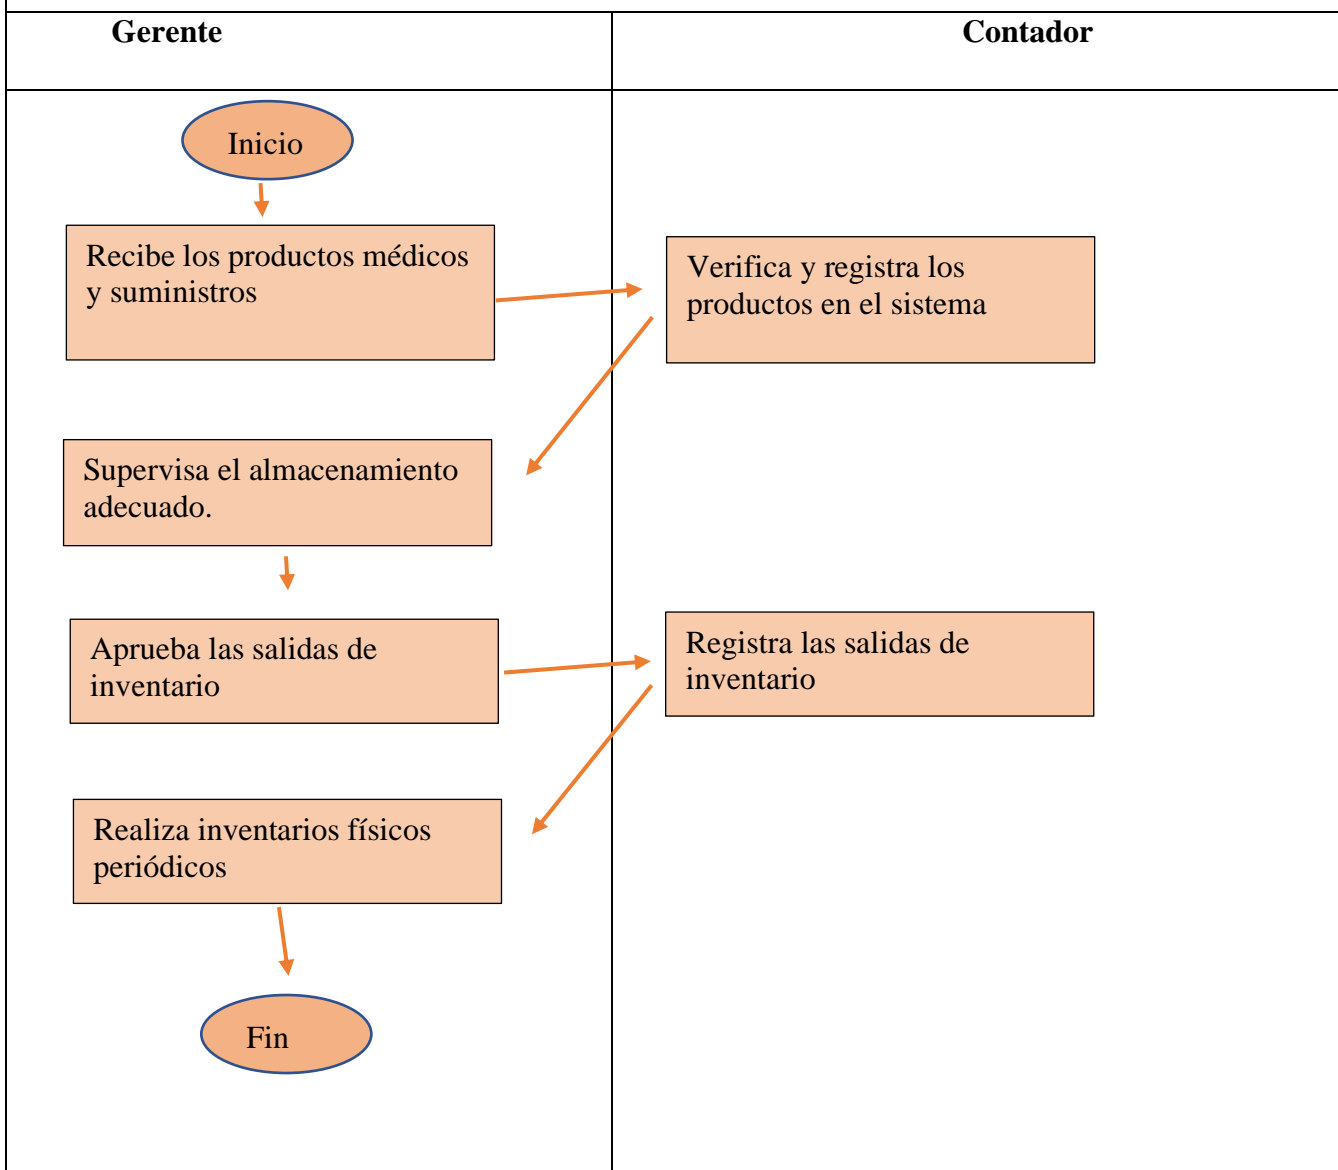 Gerente
Contador
Inicio
Recibe los productos médicos
y suministros
Verifica y registra los
productos en el sistema
Supervisa el almacenamiento
adecuado.
Aprueba las salidas de
inventario
Registra las salidas de
inventario
Realiza inventarios físicos
periódicos
Fin